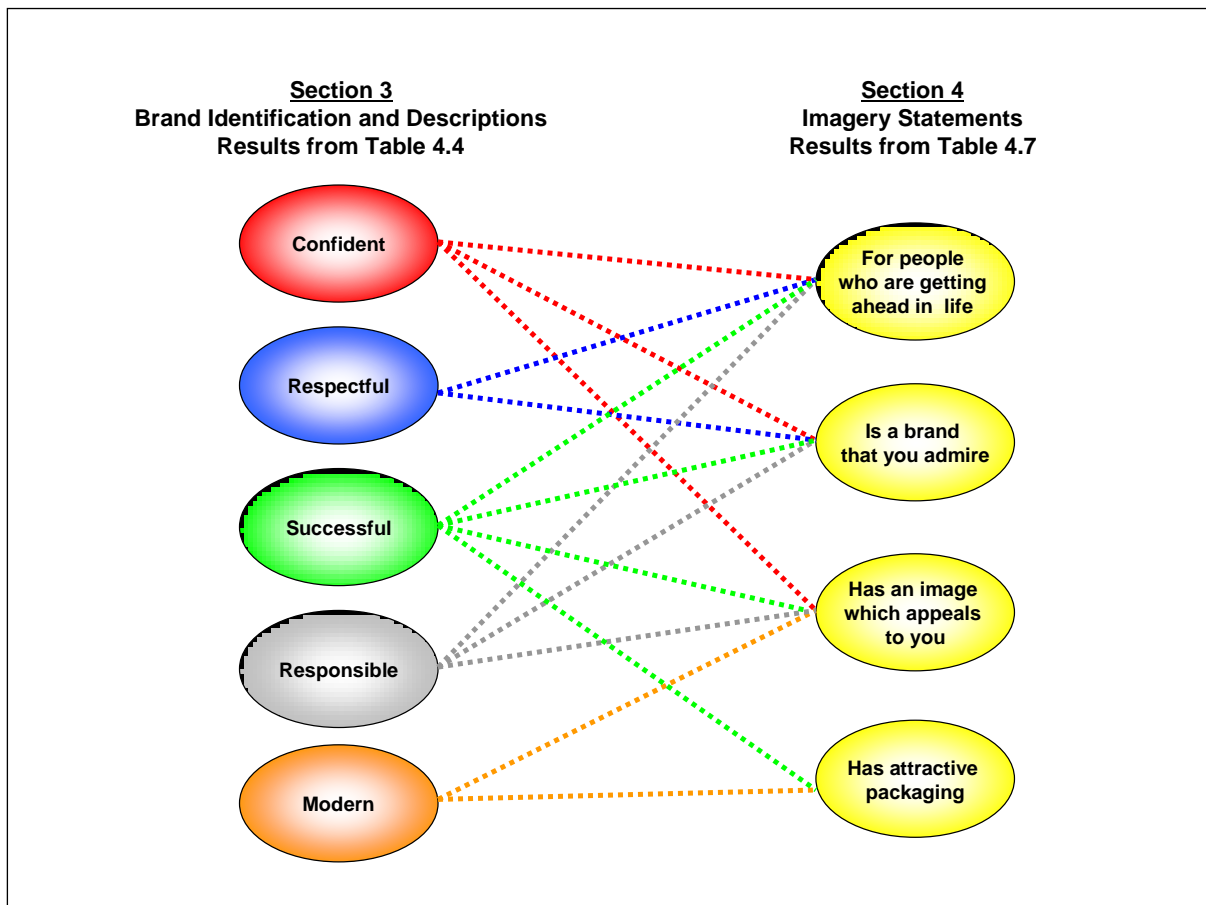 Section 3
Brand Identification and Descriptions
Results from Table 4.4
Section 4
Imagery Statements
Results from Table 4.7
Confident
Respectful
Successful
Responsible
Modern
For people
who are getting
ahead in  life
Is a brand
that you admire
Has an image
which appeals
to you
Has attractive
packaging